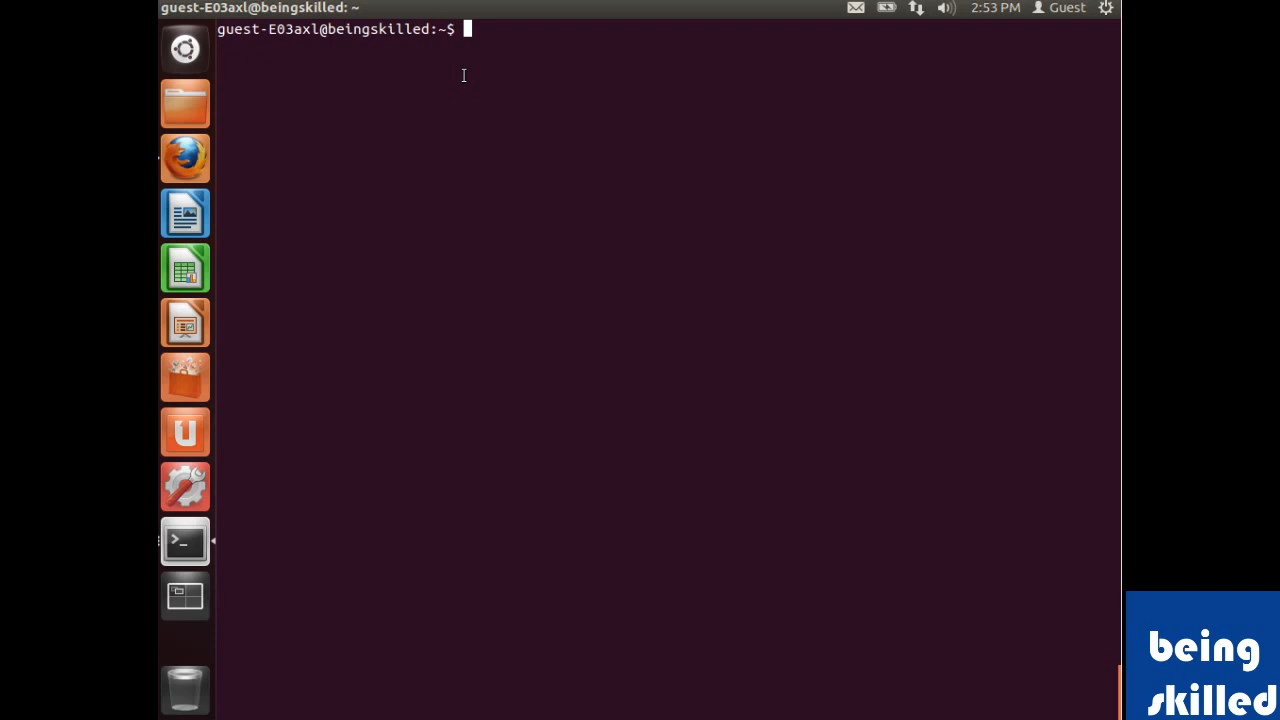 guest-E03axl@beingskilled: ~
2:53 PM Guest
guest-E03axl@beingskilled:~$
>_
U
being
skilled